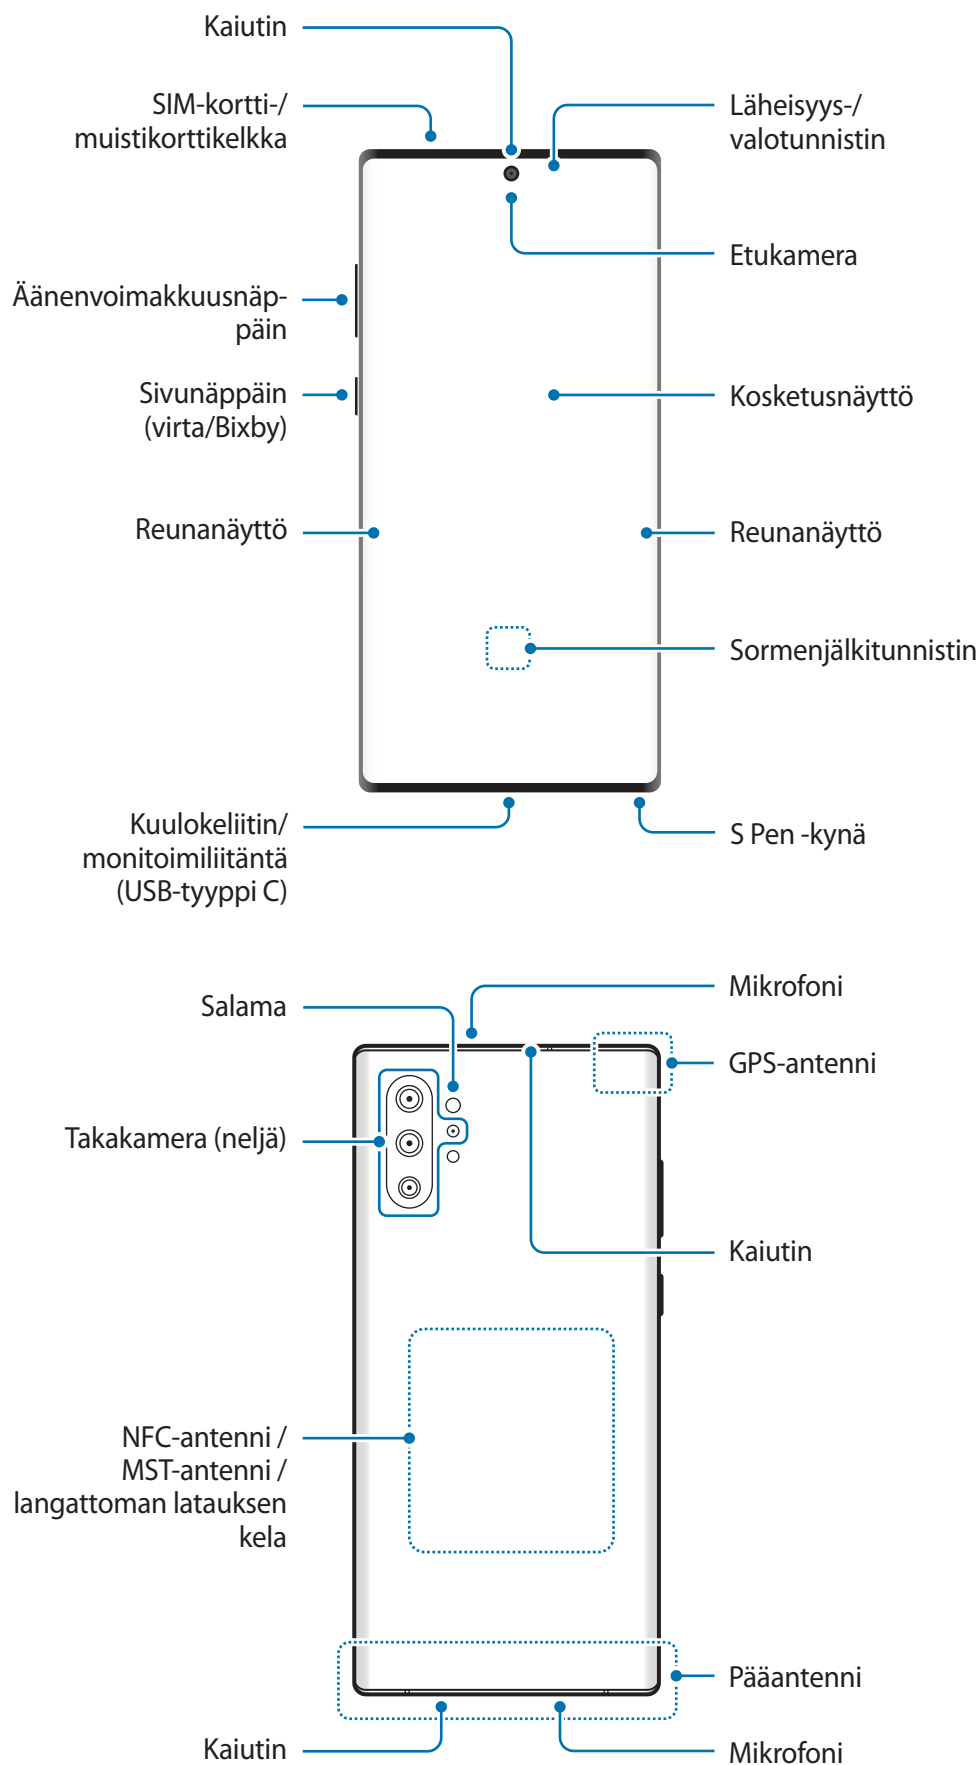 Kaiutin
SIM-kortti-/
muistikorttikelkka
Läheisyys-/
valotunnistin
Etukamera
Äänenvoimakkuusnäp-
päin
Sivunäppäin
(virta/Bixby)
Kosketusnäyttö
Reunanäyttö
Reunanäyttö
Sormenjälkitunnistin
Kuulokeliitin/
monitoimiliitäntä
(USB-tyyppi C)
S Pen -kynä
Mikrofoni
Salama
GPS-antenni
Takakamera (neljä)
Kaiutin
NFC-antenni /
MST-antenni /
langattoman latauksen
kela
Pääantenni
Kaiutin
Mikrofoni